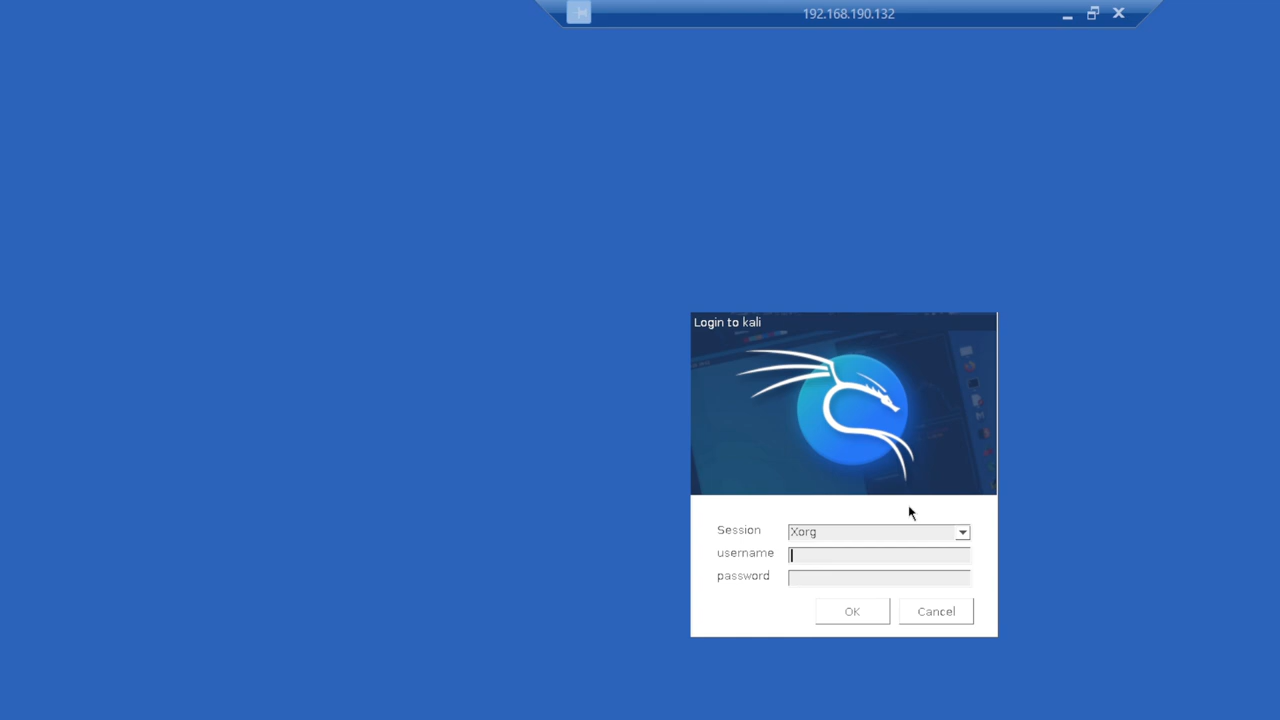 192.168.190.132
Login to kali
Session Xorg
username
password
OK Cancel